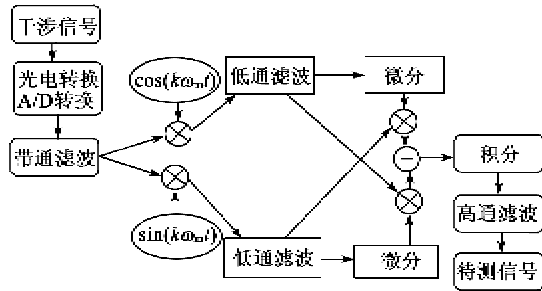 干涉信号
光电转换
A/D转换
带通滤波
cos(kωₘt)
sin(kωₘt)
低通滤波
微分
低通滤波
微分
积分
高通滤波
待测信号